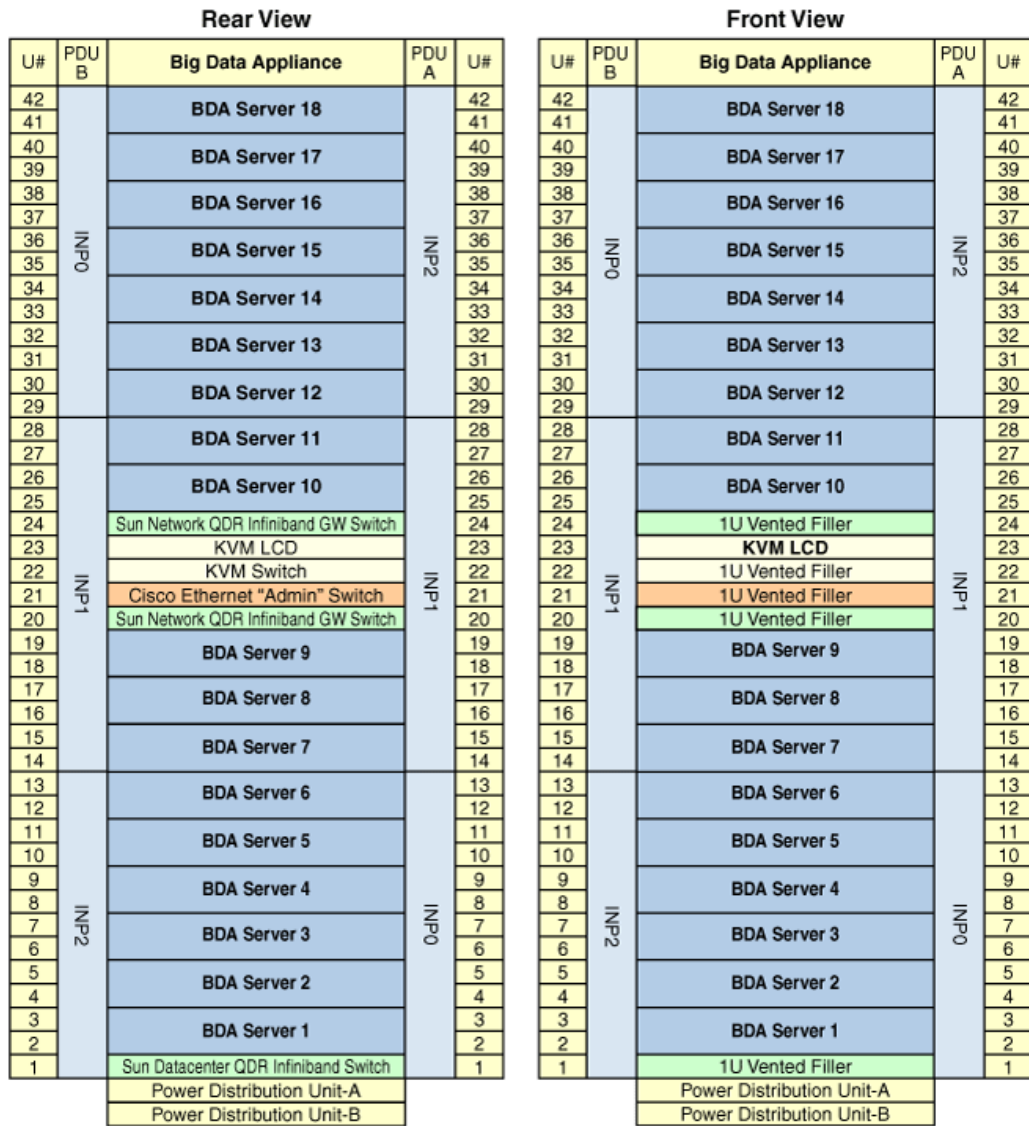 Rear View
U# PDU B Big Data Appliance PDU A U#
42 BDA Server 18 42
41 41
40 BDA Server 17 40
39 39
38 BDA Server 16 38
37 37
36 BDA Server 15 36
35 INP0 INP2 35
34 BDA Server 14 34
33 33
32 BDA Server 13 32
31 31
30 BDA Server 12 30
29 29
28 BDA Server 11 28
27 27
26 BDA Server 10 26
25 25
24 Sun Network QDR Infiniband GW Switch 24
23 KVM LCD 23
22 KVM Switch 22
21 INP1 Cisco Ethernet “Admin” Switch INP1 21
20 Sun Network QDR Infiniband GW Switch 20
19 BDA Server 9 19
18 18
17 BDA Server 8 17
16 16
15 BDA Server 7 15
14 14
13 BDA Server 6 13
12 12
11 BDA Server 5 11
10 10
9 BDA Server 4 9
8 8
7 INP2 BDA Server 3 INP0 7
6 6
5 BDA Server 2 5
4 4
3 BDA Server 1 3
2 2
1 Sun Datacenter QDR Infiniband Switch 1
Power Distribution Unit-A
Power Distribution Unit-B
Front View
U# PDU B Big Data Appliance PDU A U#
42 BDA Server 18 42
41 41
40 BDA Server 17 40
39 39
38 BDA Server 16 38
37 37
36 BDA Server 15 36
35 INP0 INP2 35
34 BDA Server 14 34
33 33
32 BDA Server 13 32
31 31
30 BDA Server 12 30
29 29
28 BDA Server 11 28
27 27
26 BDA Server 10 26
25 25
24 1U Vented Filler 24
23 KVM LCD 23
22 1U Vented Filler 22
21 INP1 1U Vented Filler INP1 21
20 1U Vented Filler 20
19 BDA Server 9 19
18 18
17 BDA Server 8 17
16 16
15 BDA Server 7 15
14 14
13 BDA Server 6 13
12 12
11 BDA Server 5 11
10 10
9 BDA Server 4 9
8 8
7 INP2 BDA Server 3 INP0 7
6 6
5 BDA Server 2 5
4 4
3 BDA Server 1 3
2 2
1 1U Vented Filler 1
Power Distribution Unit-A
Power Distribution Unit-B